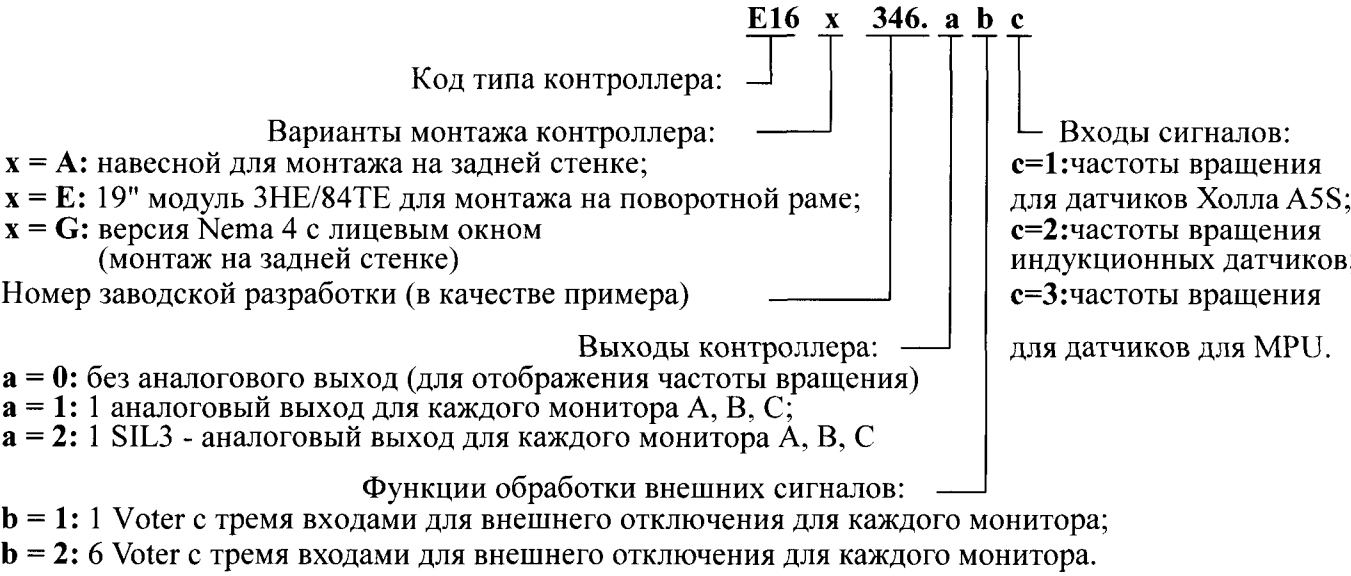 E16 x 346. a b c
Код типа контроллера:
Варианты монтажа контроллера:
x = A: навесной для монтажа на задней стенке;
x = E: 19" модуль 3HE/84TE для монтажа на поворотной раме;
x = G: версия Nema 4 с лицевым окном
(монтаж на задней стенке)
Номер заводской разработки (в качестве примера)
Входы сигналов:
c=1:частоты вращения
для датчиков Холла A5S;
c=2:частоты вращения
индукционных датчиков.
c=3:частоты вращения
для датчиков для MPU.
Выходы контроллера:
a = 0: без аналогового выход (для отображения частоты вращения)
a = 1: 1 аналоговый выход для каждого монитора A, B, C;
a = 2: 1 SIL3 - аналоговый выход для каждого монитора A, B, C
Функции обработки внешних сигналов:
b = 1: 1 Voter с тремя входами для внешнего отключения для каждого монитора;
b = 2: 6 Voter с тремя входами для внешнего отключения для каждого монитора.